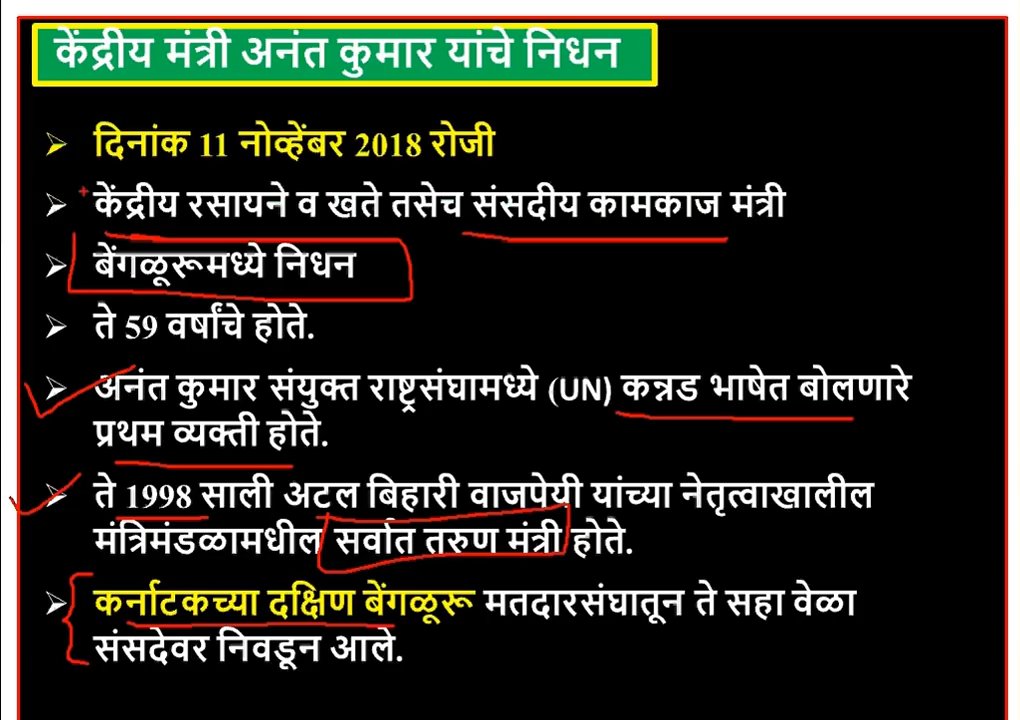 केंद्रीय मंत्री अनंत कुमार यांचे निधन
➢ दिनांक 11 नोव्हेंबर 2018 रोजी
➢ केंद्रीय रसायने व खते तसेच संसदीय कामकाज मंत्री
➢ बेंगळूरूमध्ये निधन
➢ ते 59 वर्षांचे होते.
➢ अनंत कुमार संयुक्त राष्ट्रसंघामध्ये (UN) कन्नड भाषेत बोलणारे
प्रथम व्यक्ती होते.
➢ ते 1998 साली अटल बिहारी वाजपेयी यांच्या नेतृत्वाखालील
मंत्रिमंडळामधील सर्वात तरुण मंत्री होते.
➢ कर्नाटकच्या दक्षिण बेंगळूरू मतदारसंघातून ते सहा वेळा
संसदेवर निवडून आले.